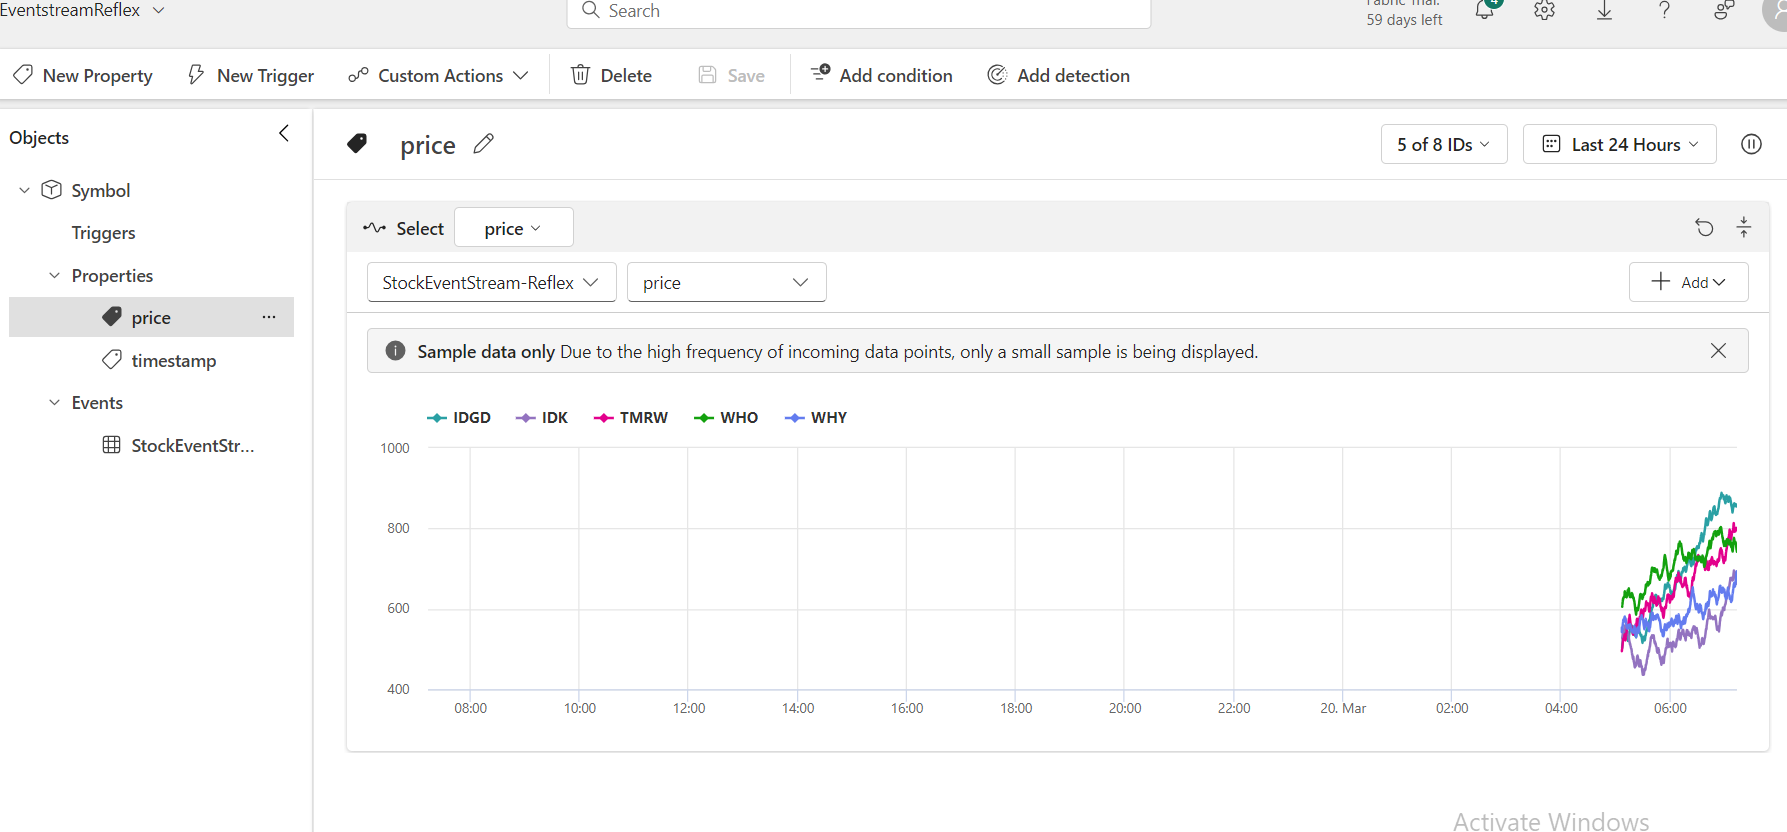 EventstreamReflex
Search
Fabric Trial:
59 days left
4
New Property
New Trigger
Custom Actions
Delete
Save
Add condition
Add detection
Objects
Symbol
Triggers
Properties
price
timestamp
Events
StockEventStr...
price
5 of 8 IDs
Last 24 Hours
Select
price
StockEventStream-Reflex
price
Add
Sample data only Due to the high frequency of incoming data points, only a small sample is being displayed.
IDGD IDK TMRW WHO WHY
1000
800
600
400
08:00 10:00 12:00 14:00 16:00 18:00 20:00 22:00 20. Mar 02:00 04:00 06:00
Activate Windows